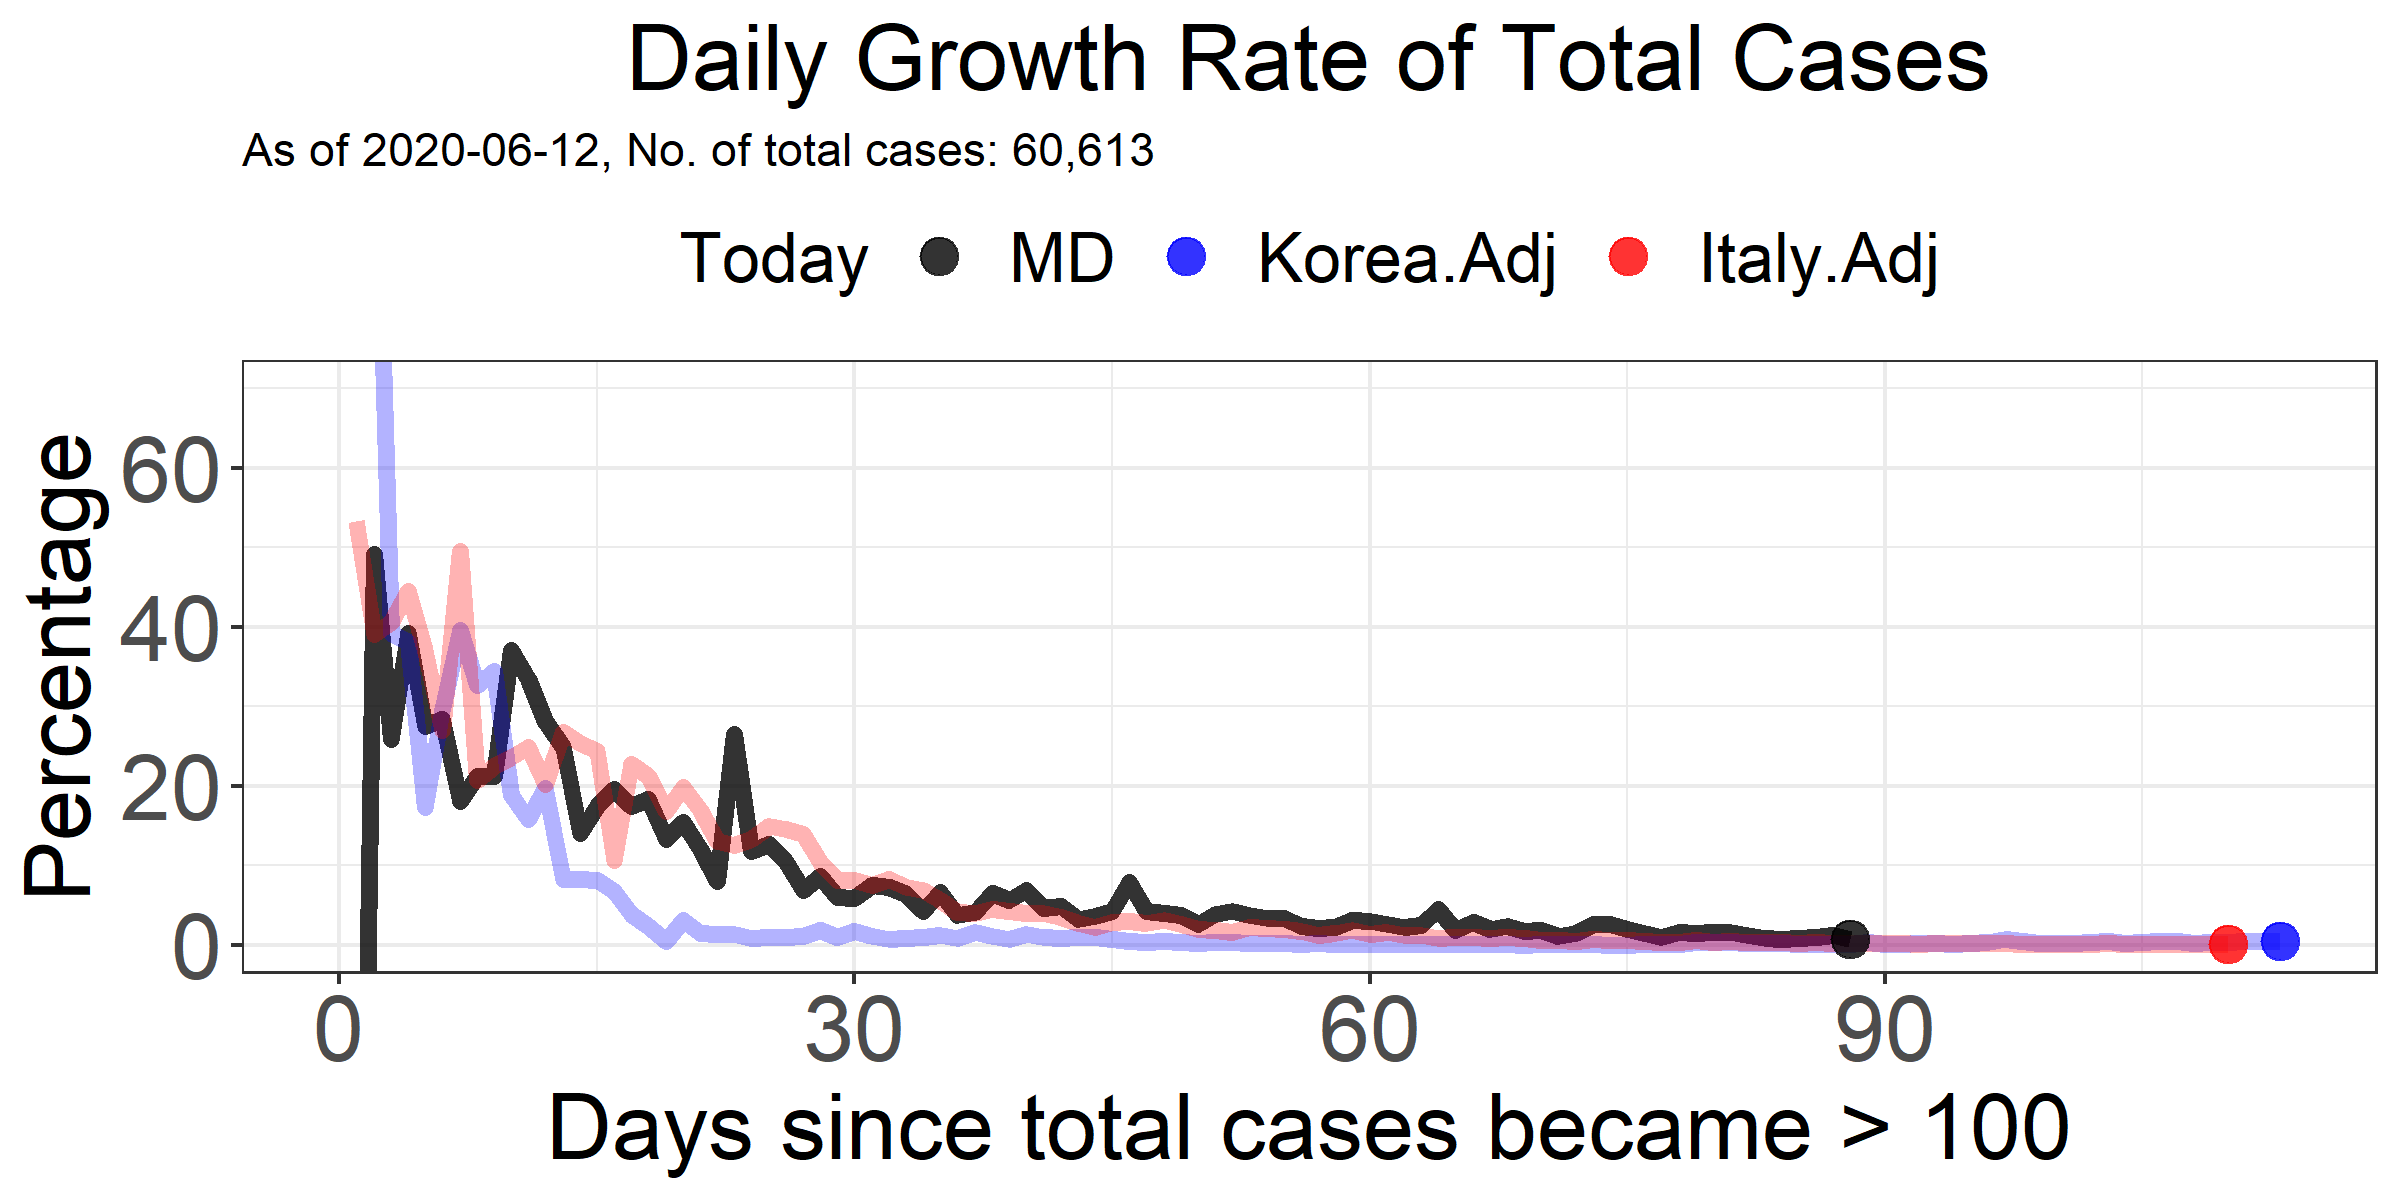 Daily Growth Rate of Total Cases
As of 2020-06-12, No. of total cases: 60,613
Today MD Korea.Adj Italy.Adj
Percentage
60
40
20
0
0 30 60 90
Days since total cases became > 100